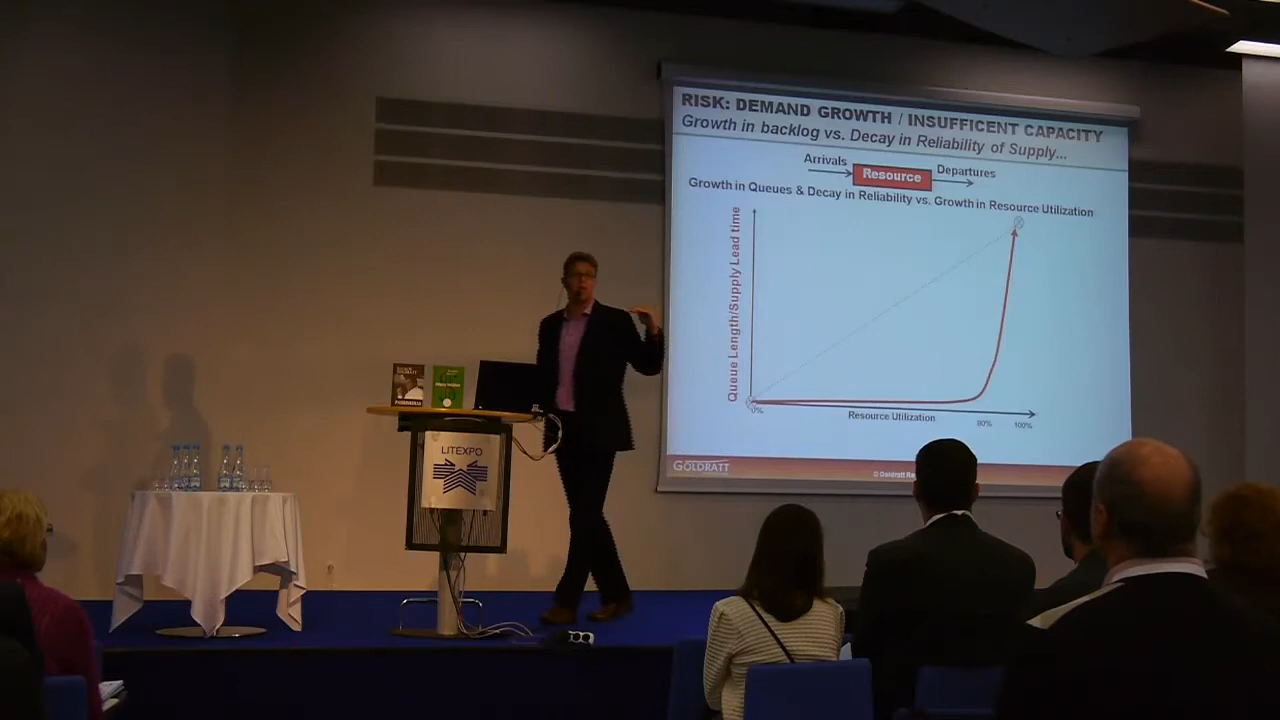 RISK: DEMAND GROWTH / INSUFFICENT CAPACITY
Growth in backlog vs. Decay in Reliability of Supply...
Arrivals
Resource
Departures
Growth in Queues & Decay in Reliability vs. Growth in Resource Utilization
Queue Length/Supply Lead time
0%
Resource Utilization
80%
100%
GOLDRATT
© Goldratt
LITEXPO